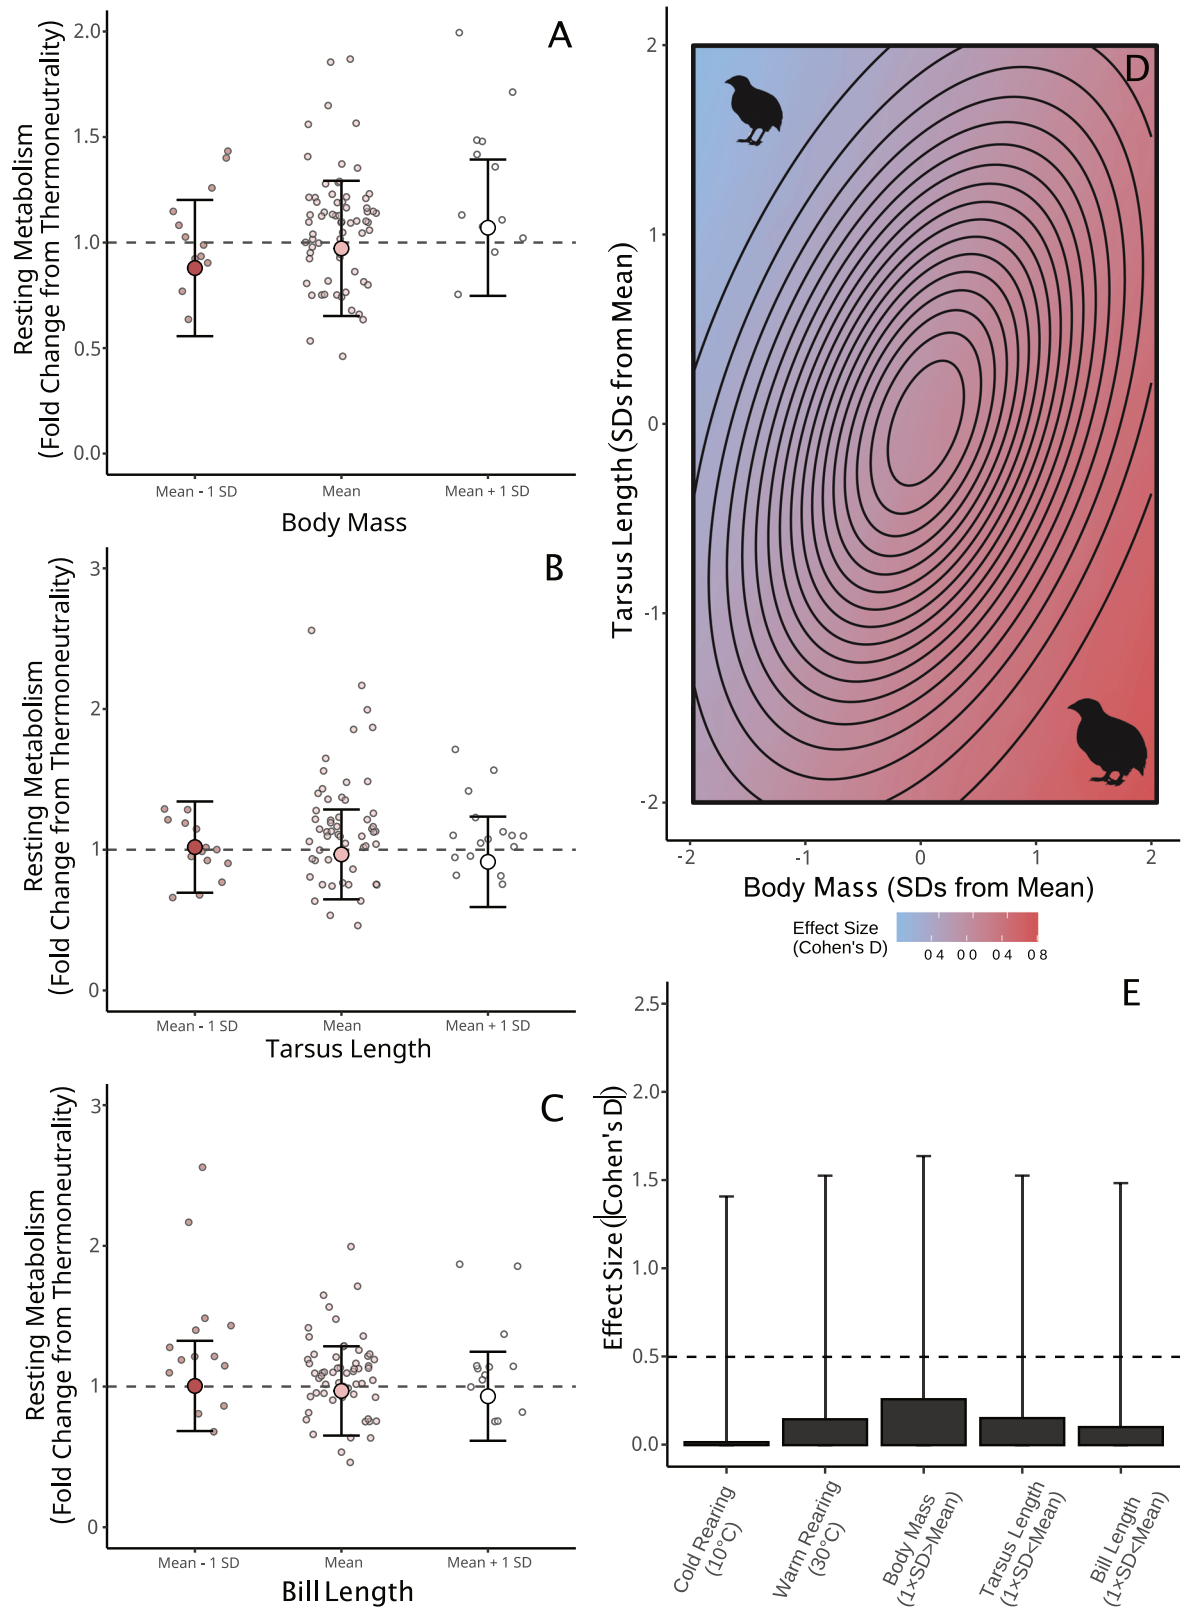 A
Resting Metabolism
(Fold Change from Thermoneutrality)
2.0
1.5
1.0
0.5
0.0
Mean - 1 SD
Mean
Mean + 1 SD
Body Mass
B
Resting Metabolism
(Fold Change from Thermoneutrality)
3
2
1
0
Mean - 1 SD
Mean
Mean + 1 SD
Tarsus Length
C
Resting Metabolism
(Fold Change from Thermoneutrality)
3
2
1
0
Mean - 1 SD
Mean
Mean + 1 SD
Bill Length
D
Tarsus Length (SDs from Mean)
2
1
0
-1
-2
-2
-1
0
1
2
Body Mass (SDs from Mean)
Effect Size
(Cohen's D)
0 4
0 0
0 4
0 8
E
Effect Size (|Cohen's D|)
2.5
2.0
1.5
1.0
0.5
0.0
Cold Rearing
(10°C)
Warm Rearing
(30°C)
Body Mass
(1×SD>Mean)
Tarsus Length
(1×SD<Mean)
Bill Length
(1×SD<Mean)